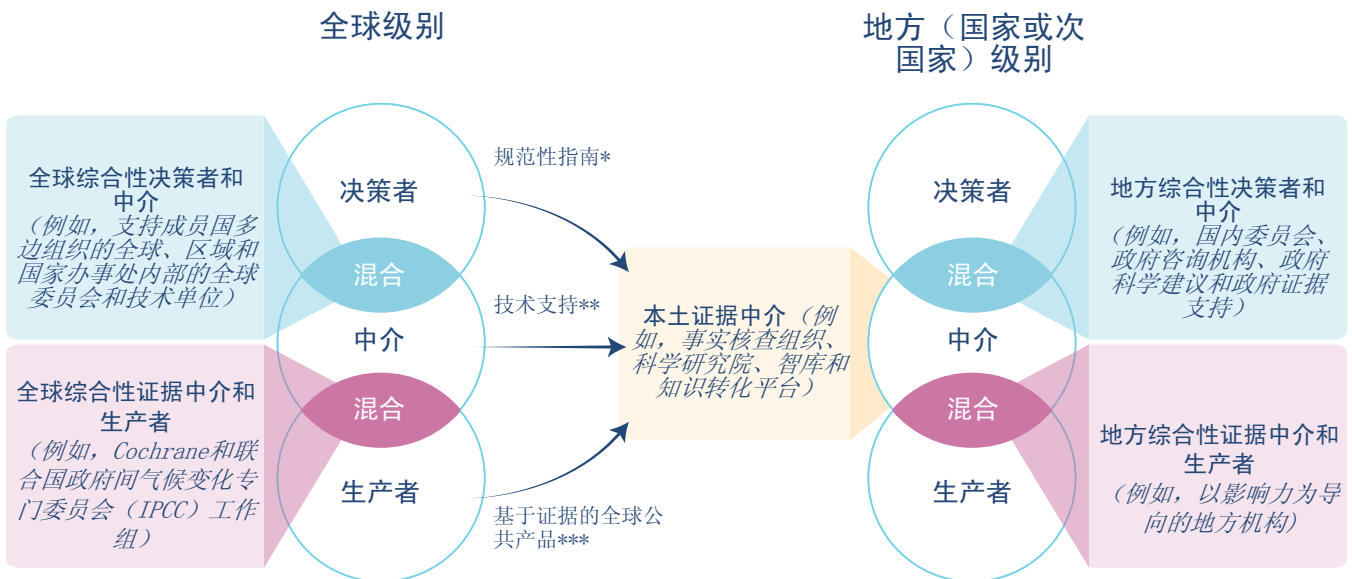 全球级别
地方（国家或次
国家）级别
全球综合性决策者和
中介
（例如，支持成员国多
边组织的全球、区域和
国家办事处内部的全球
委员会和技术单位）
全球综合性证据中介和
生产者
（例如，Cochrane和联
合国政府间气候变化专
门委员会（IPCC）工作
组）
决策者
混合
中介
混合
生产者
规范性指南*
技术支持**
基于证据的全球公
共产品***
本土证据中介（例
如，事实核查组织、
科学研究院、智库和
知识转化平台）
决策者
混合
中介
混合
生产者
地方综合性决策者和
中介
（例如，国内委员会、
政府咨询机构、政府
科学建议和政府证据
支持）
地方综合性证据中介和
生产者
（例如，以影响力为导
向的地方机构)